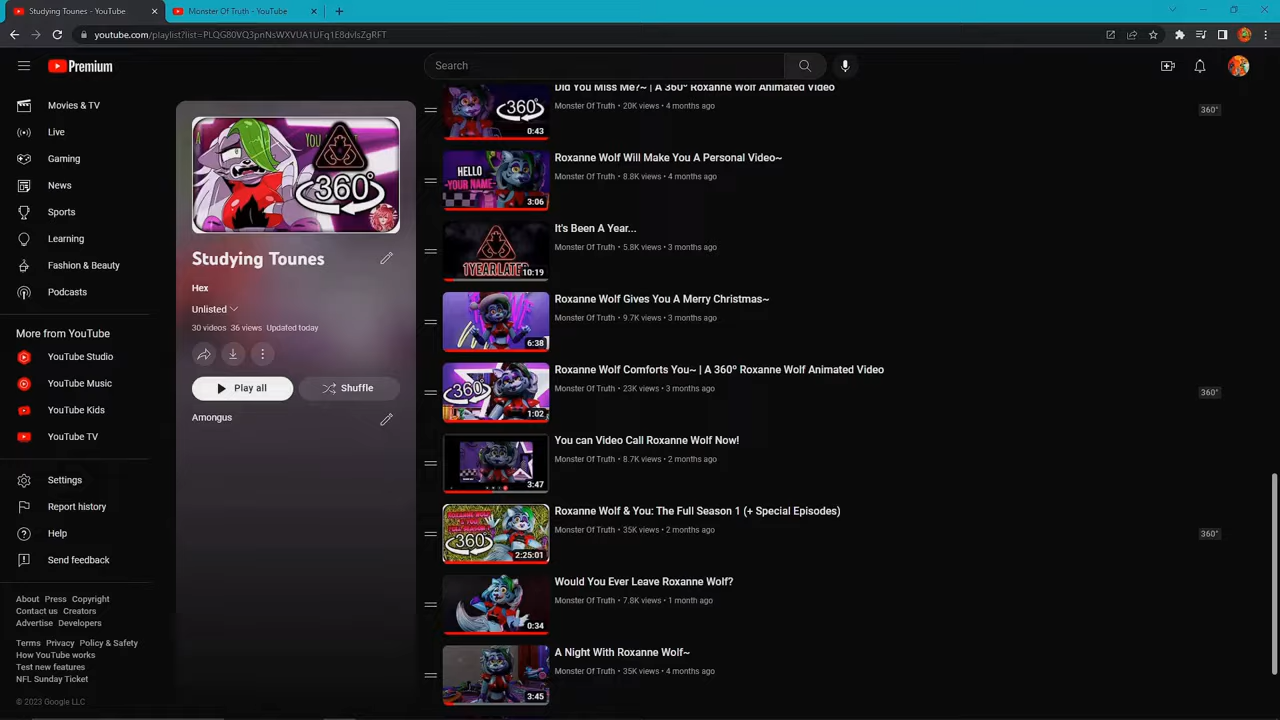 Studying Tounes - YouTube
Monster Of Truth - YouTube
youtube.com/playlist?list=PLQG80VQ3pnNsWXVUA1UFq1E8dvlsZgRFT
Premium
Search
Movies & TV
Live
Gaming
News
Sports
Learning
Fashion & Beauty
Podcasts
More from YouTube
YouTube Studio
YouTube Music
YouTube Kids
YouTube TV
Settings
Report history
Help
Send feedback
About Press Copyright
Contact us Creators
Advertise Developers
Terms Privacy Policy & Safety
How YouTube works
Test new features
NFL Sunday Ticket
© 2023 Google LLC
YOU
360°
Studying Tounes
Hex
Unlisted
30 videos 36 views Updated today
Play all
Shuffle
Amongus
360
0:43
Did You Miss Me?~ | A 360º Roxanne Wolf Animated Video
Monster Of Truth • 20K views • 4 months ago
360°
HELLO
-YOUR NAME-
3:06
Roxanne Wolf Will Make You A Personal Video~
Monster Of Truth • 8.8K views • 4 months ago
1YEARLATER
10:19
It's Been A Year...
Monster Of Truth • 5.8K views • 3 months ago
6:38
Roxanne Wolf Gives You A Merry Christmas~
Monster Of Truth • 9.7K views • 3 months ago
360
1:02
Roxanne Wolf Comforts You~ | A 360º Roxanne Wolf Animated Video
Monster Of Truth • 23K views • 3 months ago
360°
3:47
You can Video Call Roxanne Wolf Now!
Monster Of Truth • 8.7K views • 2 months ago
ROXANNE WOLF
& YOU
FULL SEASON
360
2:25:01
Roxanne Wolf & You: The Full Season 1 (+ Special Episodes)
Monster Of Truth • 35K views • 2 months ago
360°
0:34
Would You Ever Leave Roxanne Wolf?
Monster Of Truth • 7.8K views • 1 month ago
3:45
A Night With Roxanne Wolf~
Monster Of Truth • 35K views • 4 months ago